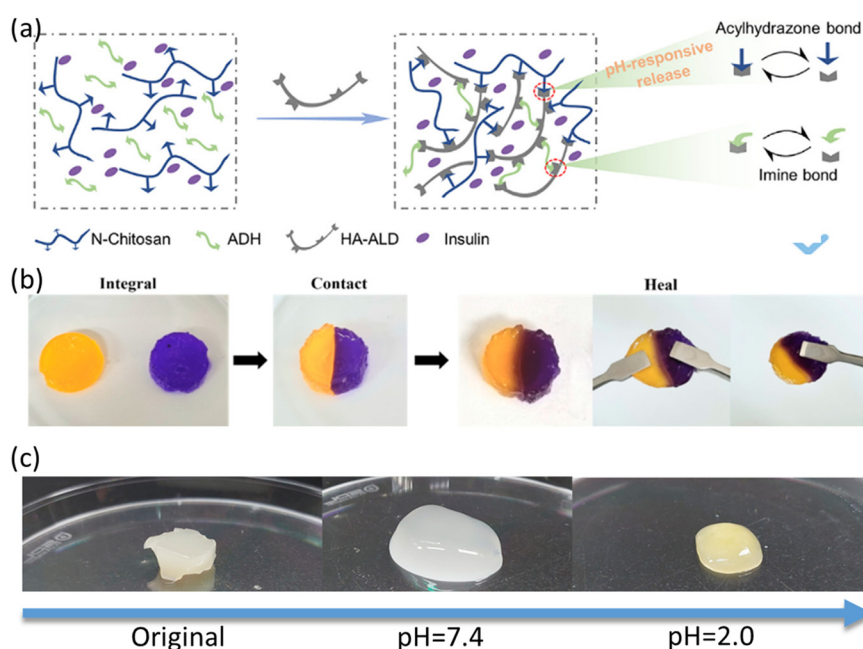 (a)
Acylhydrazone bond
pH-responsive
release
Imine bond
N-Chitosan ADH HA-ALD Insulin
(b)
Integral Contact Heal
(c)
Original pH=7.4 pH=2.0